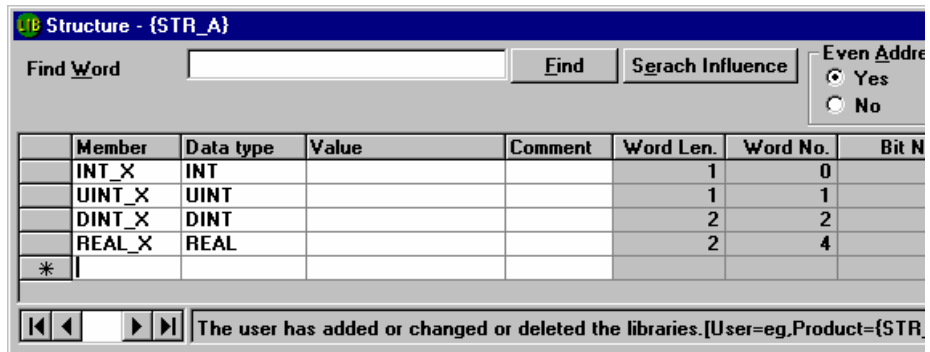 LIB Structure - {STR_A}
Find Word Find Serach Influence Even Addre
Yes
No
Member Data type Value Comment Word Len. Word No. Bit N
INT_X INT 1 0
UINT_X UINT 1 1
DINT_X DINT 2 2
REAL_X REAL 2 4
*
The user has added or changed or deleted the libraries.[User=eg,Product={STR_